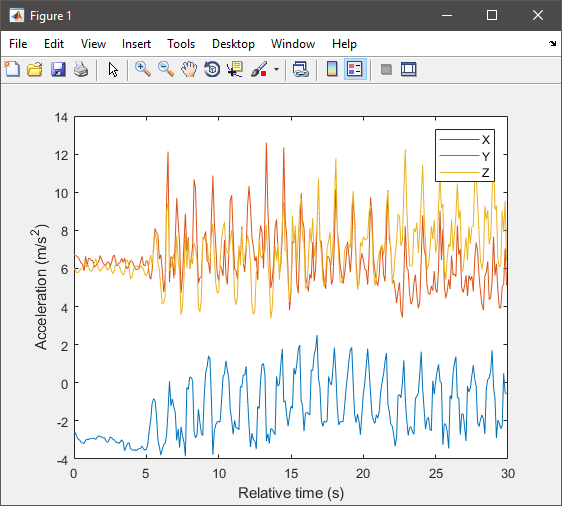 Figure 1
File Edit View Insert Tools Desktop Window Help
14
12
10
8
6
4
2
0
-2
-4
0 5 10 15 20 25 30
Acceleration (m/s²)
Relative time (s)
X
Y
Z